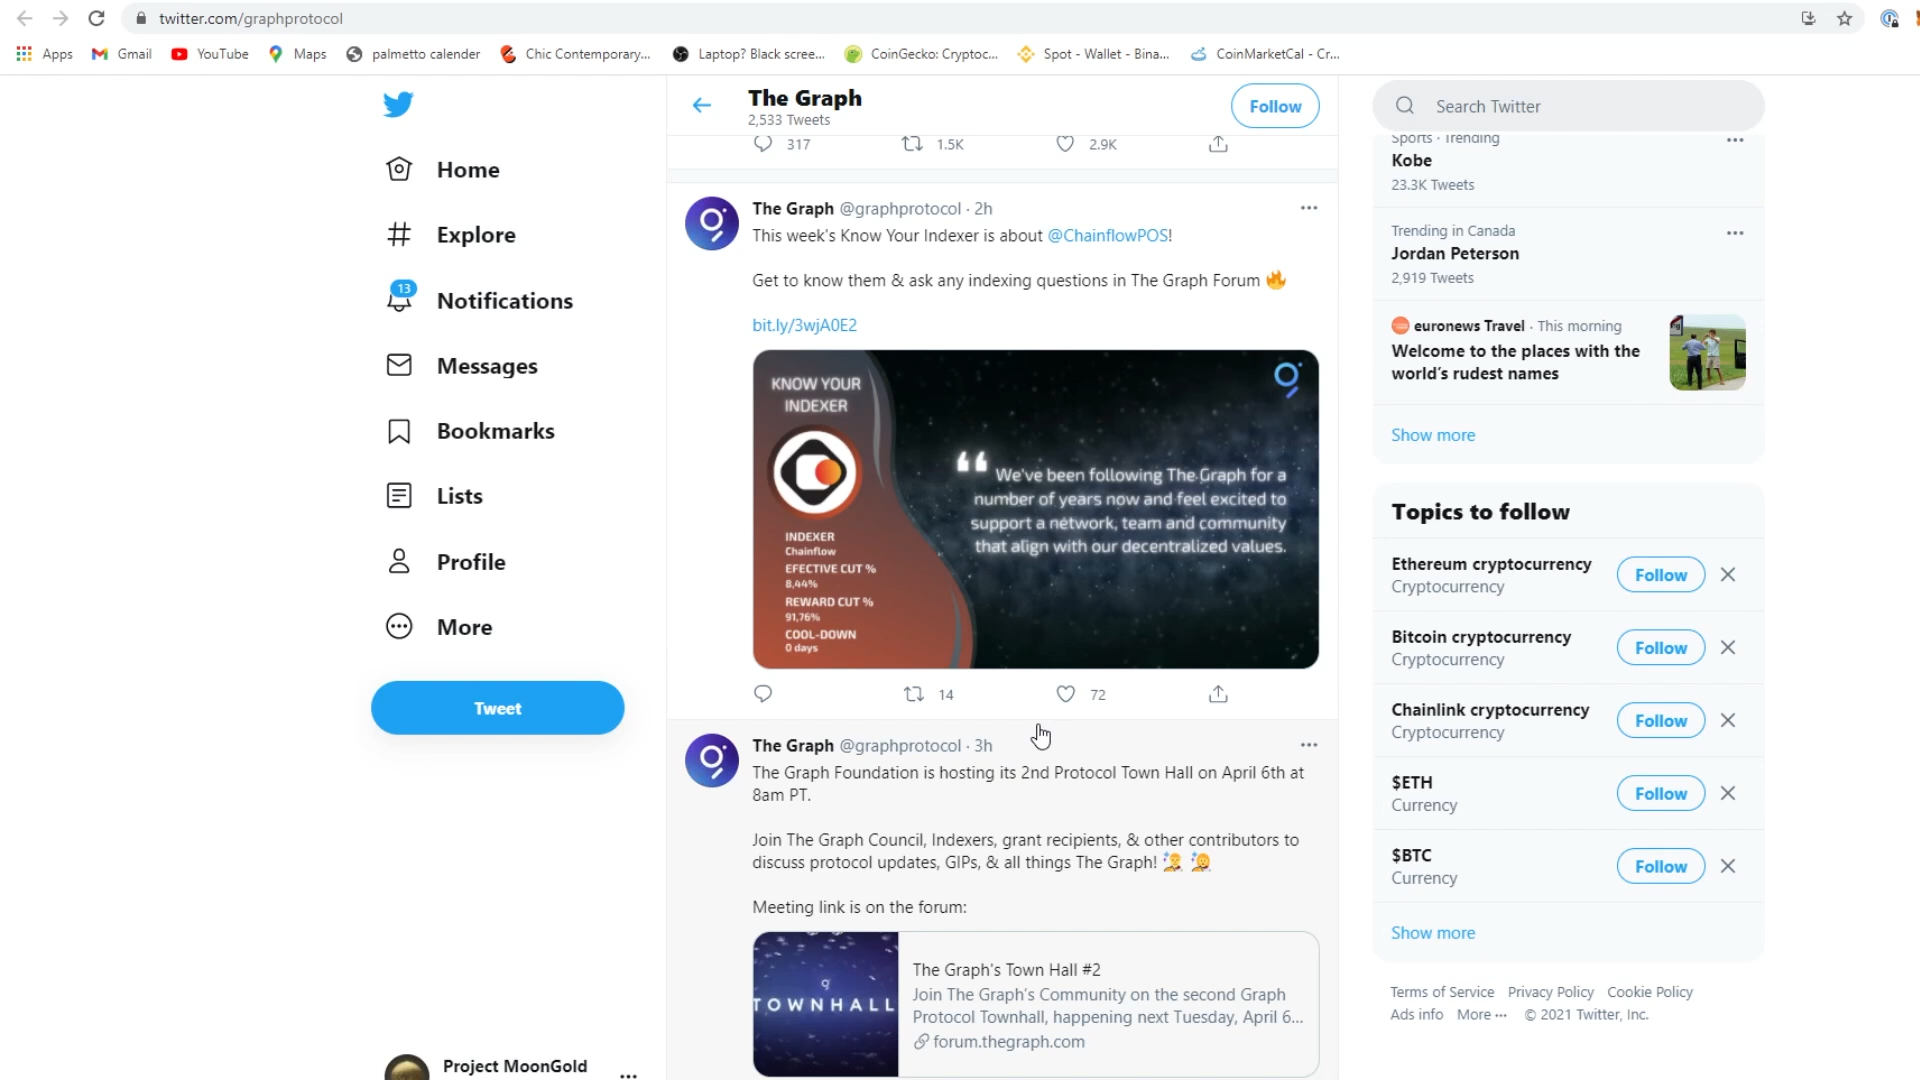 twitter.com/graphprotocol
Apps
Gmail
YouTube
Maps
palmetto calender
Chic Contemporary...
Laptop? Black scree...
CoinGecko: Cryptoc...
Spot - Wallet - Bina...
CoinMarketCal - Cr...
Home
Explore
13
Notifications
Messages
Bookmarks
Lists
Profile
More
Tweet
Project MoonGold
The Graph
2,533 Tweets
Follow
317 1.5K 2.9K
The Graph @graphprotocol · 2h
This week's Know Your Indexer is about @ChainflowPOS!
Get to know them & ask any indexing questions in The Graph Forum 🔥
bit.ly/3wjA0E2
KNOW YOUR
INDEXER
INDEXER
Chainflow
EFECTIVE CUT %
8,44%
REWARD CUT %
91,76%
COOL-DOWN
0 days
“ We've been following The Graph for a
number of years now and feel excited to
support a network, team and community
that align with our decentralized values.
14 72
The Graph @graphprotocol · 3h
The Graph Foundation is hosting its 2nd Protocol Town Hall on April 6th at
8am PT.
Join The Graph Council, Indexers, grant recipients, & other contributors to
discuss protocol updates, GIPs, & all things The Graph!
Meeting link is on the forum:
TOWNHALL
The Graph's Town Hall #2
Join The Graph's Community on the second Graph
Protocol Townhall, happening next Tuesday, April 6...
forum.thegraph.com
Search Twitter
Sports · Trending
Kobe
23.3K Tweets
Trending in Canada
Jordan Peterson
2,919 Tweets
euronews Travel · This morning
Welcome to the places with the
world's rudest names
Show more
Topics to follow
Ethereum cryptocurrency
Cryptocurrency
Follow
Bitcoin cryptocurrency
Cryptocurrency
Follow
Chainlink cryptocurrency
Cryptocurrency
Follow
$ETH
Currency
Follow
$BTC
Currency
Follow
Show more
Terms of Service Privacy Policy Cookie Policy
Ads info More ··· © 2021 Twitter, Inc.